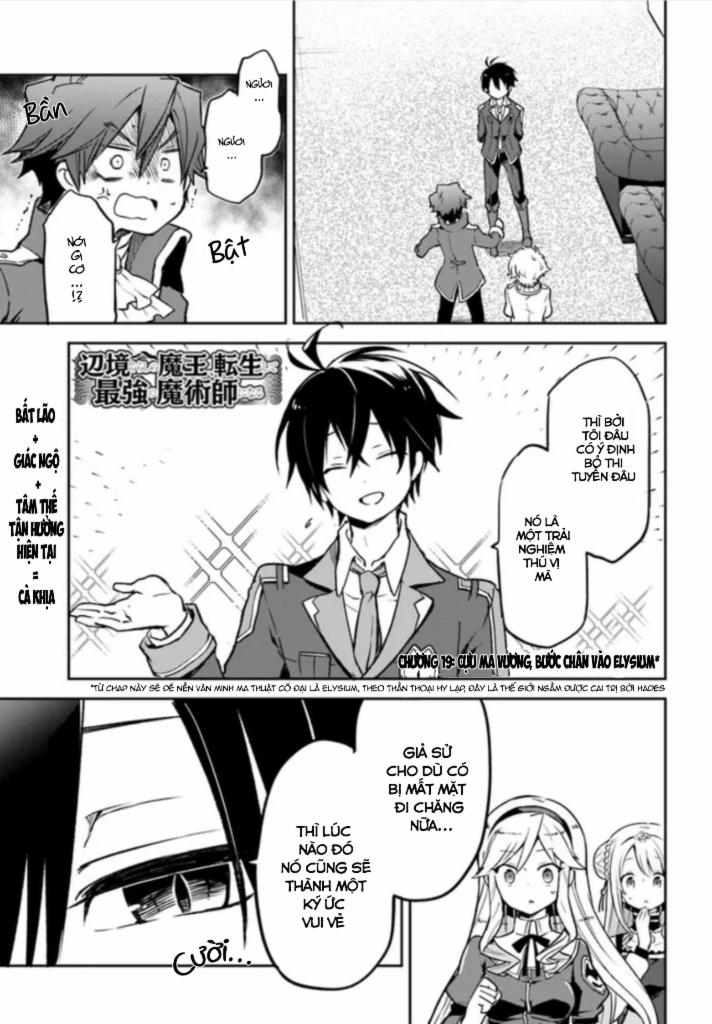 NGƯƠI
...
NGƯƠI
...
BẦN
BẬT
NÓI
GÌ
CƠ
...
!?
辺境
魔王転生
最強魔術師
BẤT LÃO
+
GIÁC NGỘ
+
TÂM THẾ
TẬN HƯỞNG
HIỆN TẠI
=
CÀ KHỊA
THÌ BỞI
TÔI ĐÂU
CÓ Ý ĐỊNH
BỎ THI
TUYỂN ĐÂU
NÓ LÀ
MỘT TRẢI
NGHIỆM
THÚ VỊ
MÀ
CHƯƠNG 19: CỰU MA VƯƠNG, BƯỚC CHÂN VÀO ELYSIUM*
*TỪ CHAP NÀY SẼ ĐỂ NỀN VĂN MINH MA THUẬT CỔ ĐẠI LÀ ELYSIUM, THEO THẦN THOẠI HY LẠP, ĐÂY LÀ THẾ GIỚI NGẦM ĐƯỢC CAI TRỊ BỞI HADES
GIẢ SỬ
CHO DÙ CÓ
BỊ MẤT MẶT
ĐI CHĂNG
NỮA...
THÌ LÚC
NÀO ĐÓ
NÓ CŨNG SẼ
THÀNH MỘT
KÝ ỨC
VUI VẺ
CƯỜI...